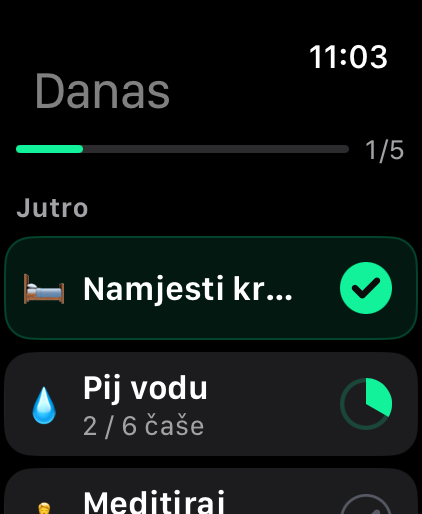 11:03
Danas
1/5
Jutro
Namjesti kr...
Pij vodu
2 / 6 čaše
Meditiraj